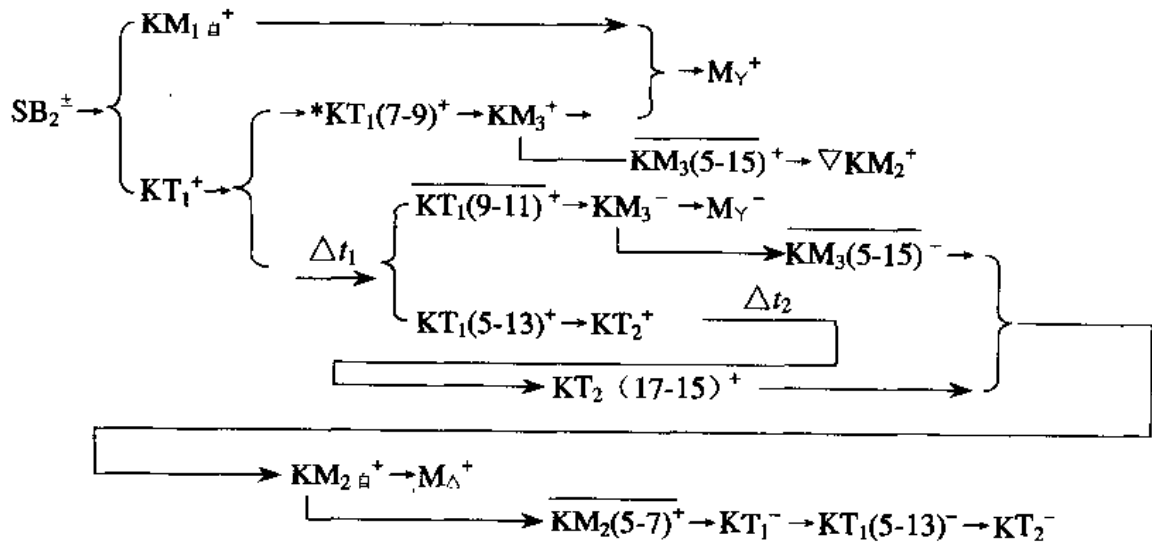 KM₁自⁺
SB₂± → → M_Y⁺
→ *KT₁(7-9)⁺ → KM₃⁺ →
KM₃(5-15)⁺ → ▽KM₂⁺
KT₁⁺ →
KT₁(9-11)⁺ → KM₃⁻ → M_Y⁻
△t₁
KM₃(5-15)⁻ →
KT₁(5-13)⁺ → KT₂⁺ △t₂
KT₂（17-15）⁺
KM₂自⁺ → M_△⁺
KM₂(5-7)⁺ → KT₁⁻ → KT₁(5-13)⁻ → KT₂⁻